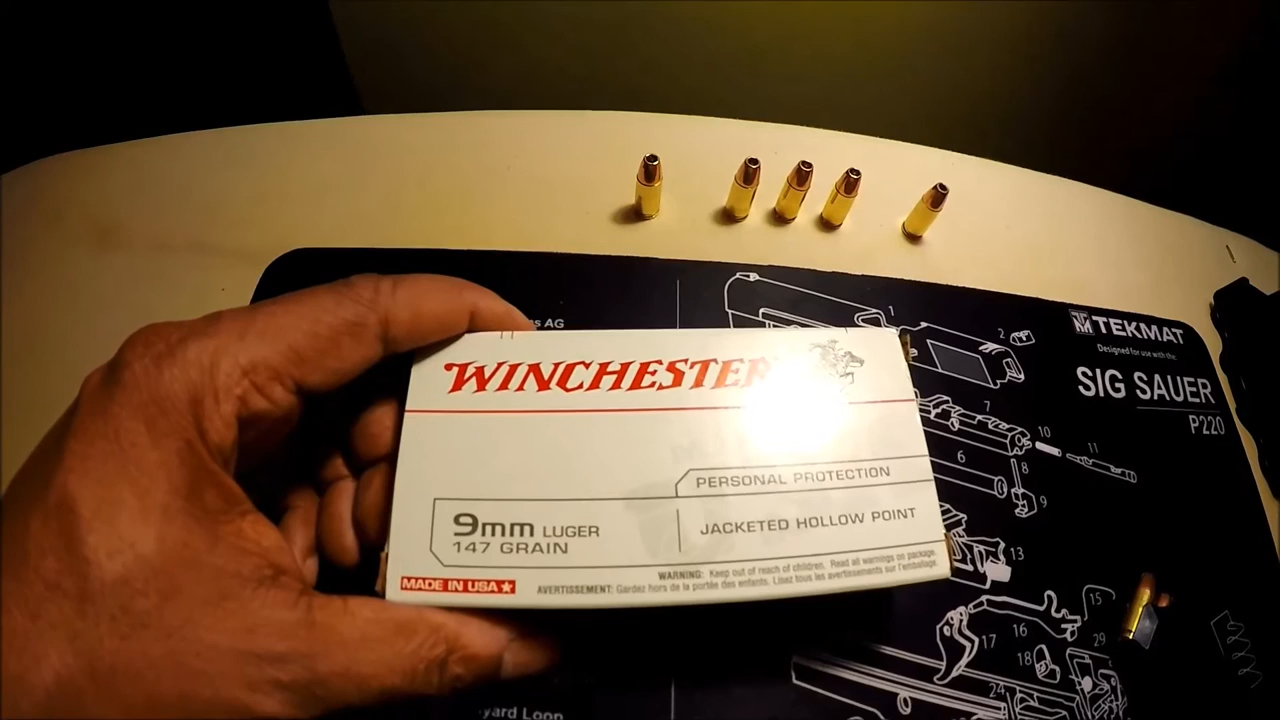 WINCHESTER
PERSONAL PROTECTION
9mm LUGER
147 GRAIN
JACKETED HOLLOW POINT
MADE IN USA
WARNING: Keep out of reach of children. Read all warnings on package.
AVERTISSEMENT: Gardez hors de la portée des enfants. Lisez tous les avertissements sur l'emballage.
AG
TEKMAT
Designed for use with the:
SIG SAUER
P220
1
2
7
10
11
6
8
9
13
15
16
17
18
29
24
yard Loop